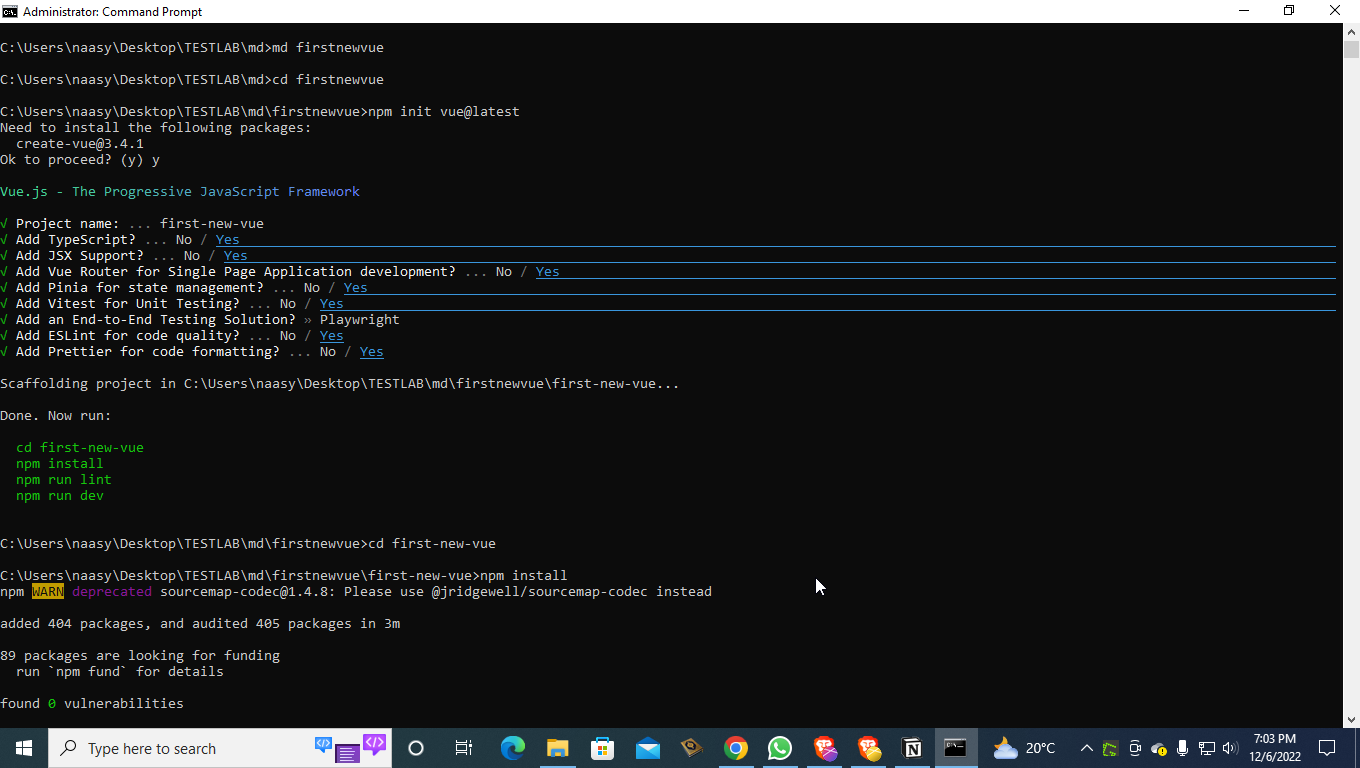 Administrator: Command Prompt
C:\Users\naasy\Desktop\TESTLAB\md>md firstnewvue
C:\Users\naasy\Desktop\TESTLAB\md>cd firstnewvue
C:\Users\naasy\Desktop\TESTLAB\md\firstnewvue>npm init vue@latest
Need to install the following packages:
  create-vue@3.4.1
Ok to proceed? (y) y
Vue.js - The Progressive JavaScript Framework
√ Project name: ... first-new-vue
√ Add TypeScript? ... No / Yes
√ Add JSX Support? ... No / Yes
√ Add Vue Router for Single Page Application development? ... No / Yes
√ Add Pinia for state management? ... No / Yes
√ Add Vitest for Unit Testing? ... No / Yes
√ Add an End-to-End Testing Solution? » Playwright
√ Add ESLint for code quality? ... No / Yes
√ Add Prettier for code formatting? ... No / Yes
Scaffolding project in C:\Users\naasy\Desktop\TESTLAB\md\firstnewvue\first-new-vue...
Done. Now run:
  cd first-new-vue
  npm install
  npm run lint
  npm run dev
C:\Users\naasy\Desktop\TESTLAB\md\firstnewvue>cd first-new-vue
C:\Users\naasy\Desktop\TESTLAB\md\firstnewvue\first-new-vue>npm install
npm WARN deprecated sourcemap-codec@1.4.8: Please use @jridgewell/sourcemap-codec instead
added 404 packages, and audited 405 packages in 3m
89 packages are looking for funding
  run `npm fund` for details
found 0 vulnerabilities
Type here to search
20°C
7:03 PM
12/6/2022